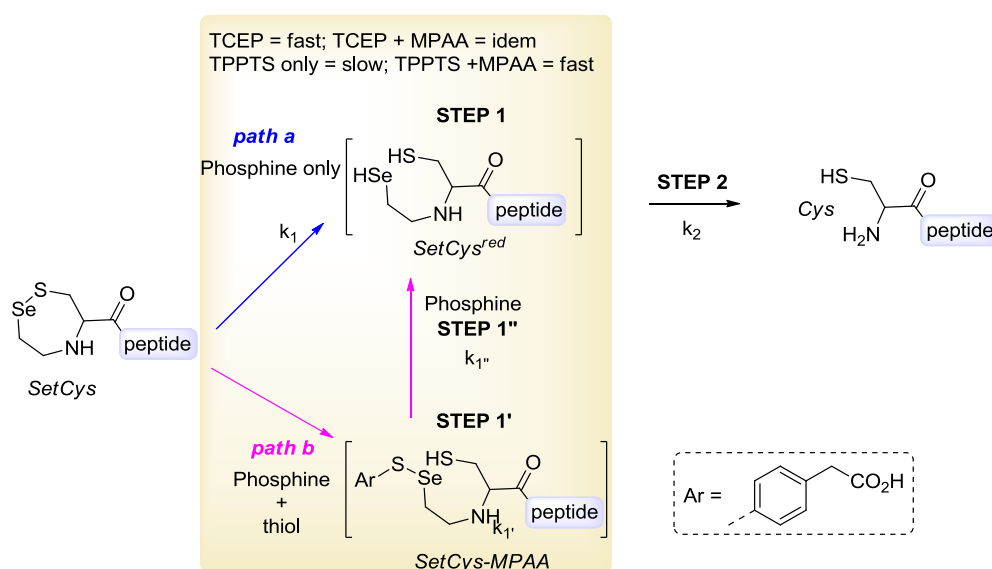 TCEP = fast; TCEP + MPAA = idem
TPPTS only = slow; TPPTS +MPAA = fast
STEP 1
path a
Phosphine only
HS
O
HSe
NH
peptide
k1
SetCysred
STEP 2
k2
HS
O
Cys
H2N
peptide
S
O
Se
NH
peptide
SetCys
Phosphine
STEP 1"
k1"
STEP 1'
path b
Phosphine
+
thiol
S
HS
O
Ar
Se
NH
k1'
peptide
SetCys-MPAA
Ar =
CO2H